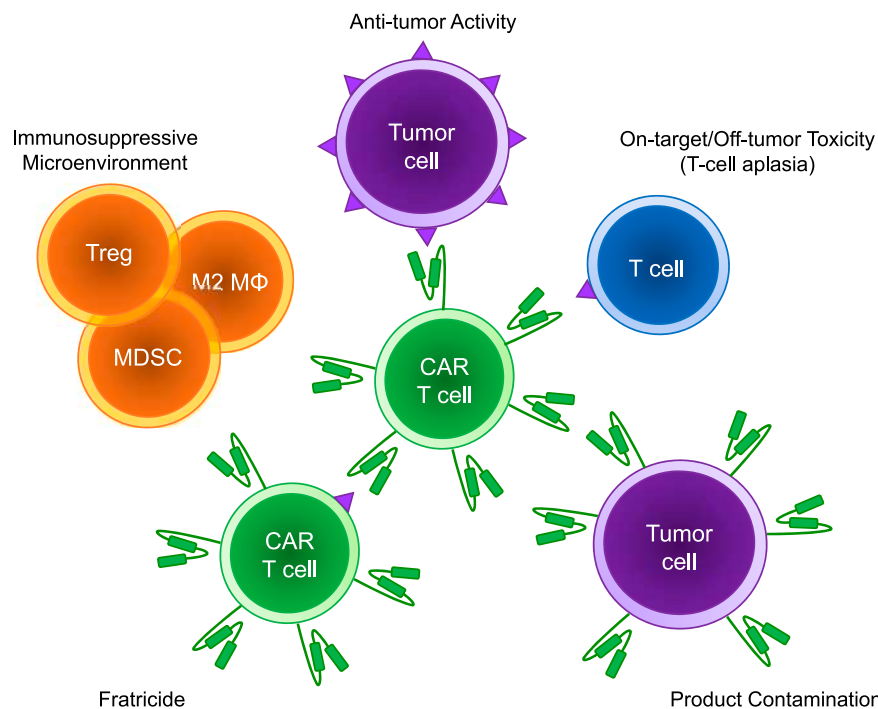 Anti-tumor Activity
Tumor
cell
Immunosuppressive
Microenvironment
On-target/Off-tumor Toxicity
(T-cell aplasia)
Treg
M2 MΦ
MDSC
T cell
CAR
T cell
CAR
T cell
Tumor
cell
Fratricide
Product Contamination